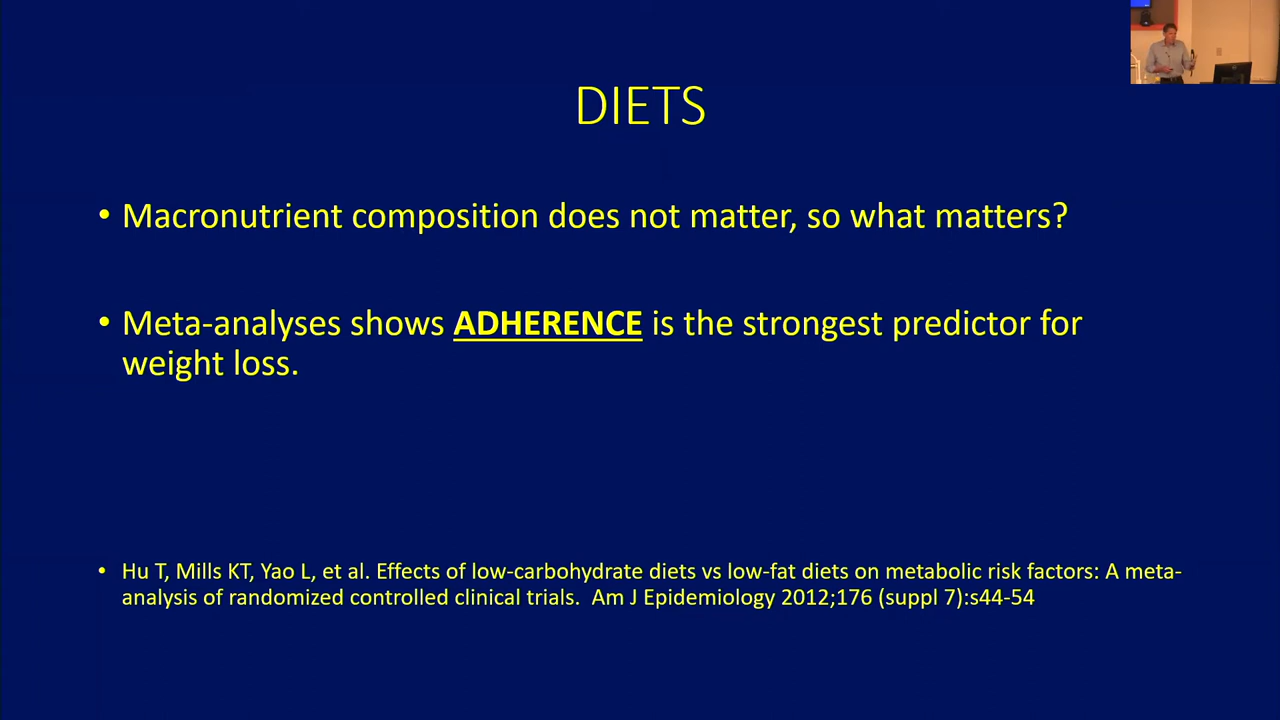 DIETS
• Macronutrient composition does not matter, so what matters?
• Meta-analyses shows ADHERENCE is the strongest predictor for
weight loss.
• Hu T, Mills KT, Yao L, et al. Effects of low-carbohydrate diets vs low-fat diets on metabolic risk factors: A meta-
analysis of randomized controlled clinical trials.  Am J Epidemiology 2012;176 (suppl 7):s44-54